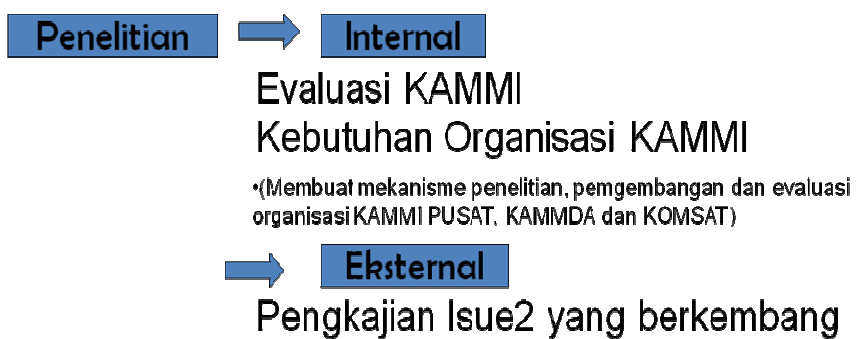 Penelitian
Internal
Evaluasi KAMMI
Kebutuhan Organisasi KAMMI
•(Membuat mekanisme penelitian, pemgembangan dan evaluasi
organisasi KAMMI PUSAT, KAMMDA dan KOMSAT)
Eksternal
Pengkajian Isue2 yang berkembang